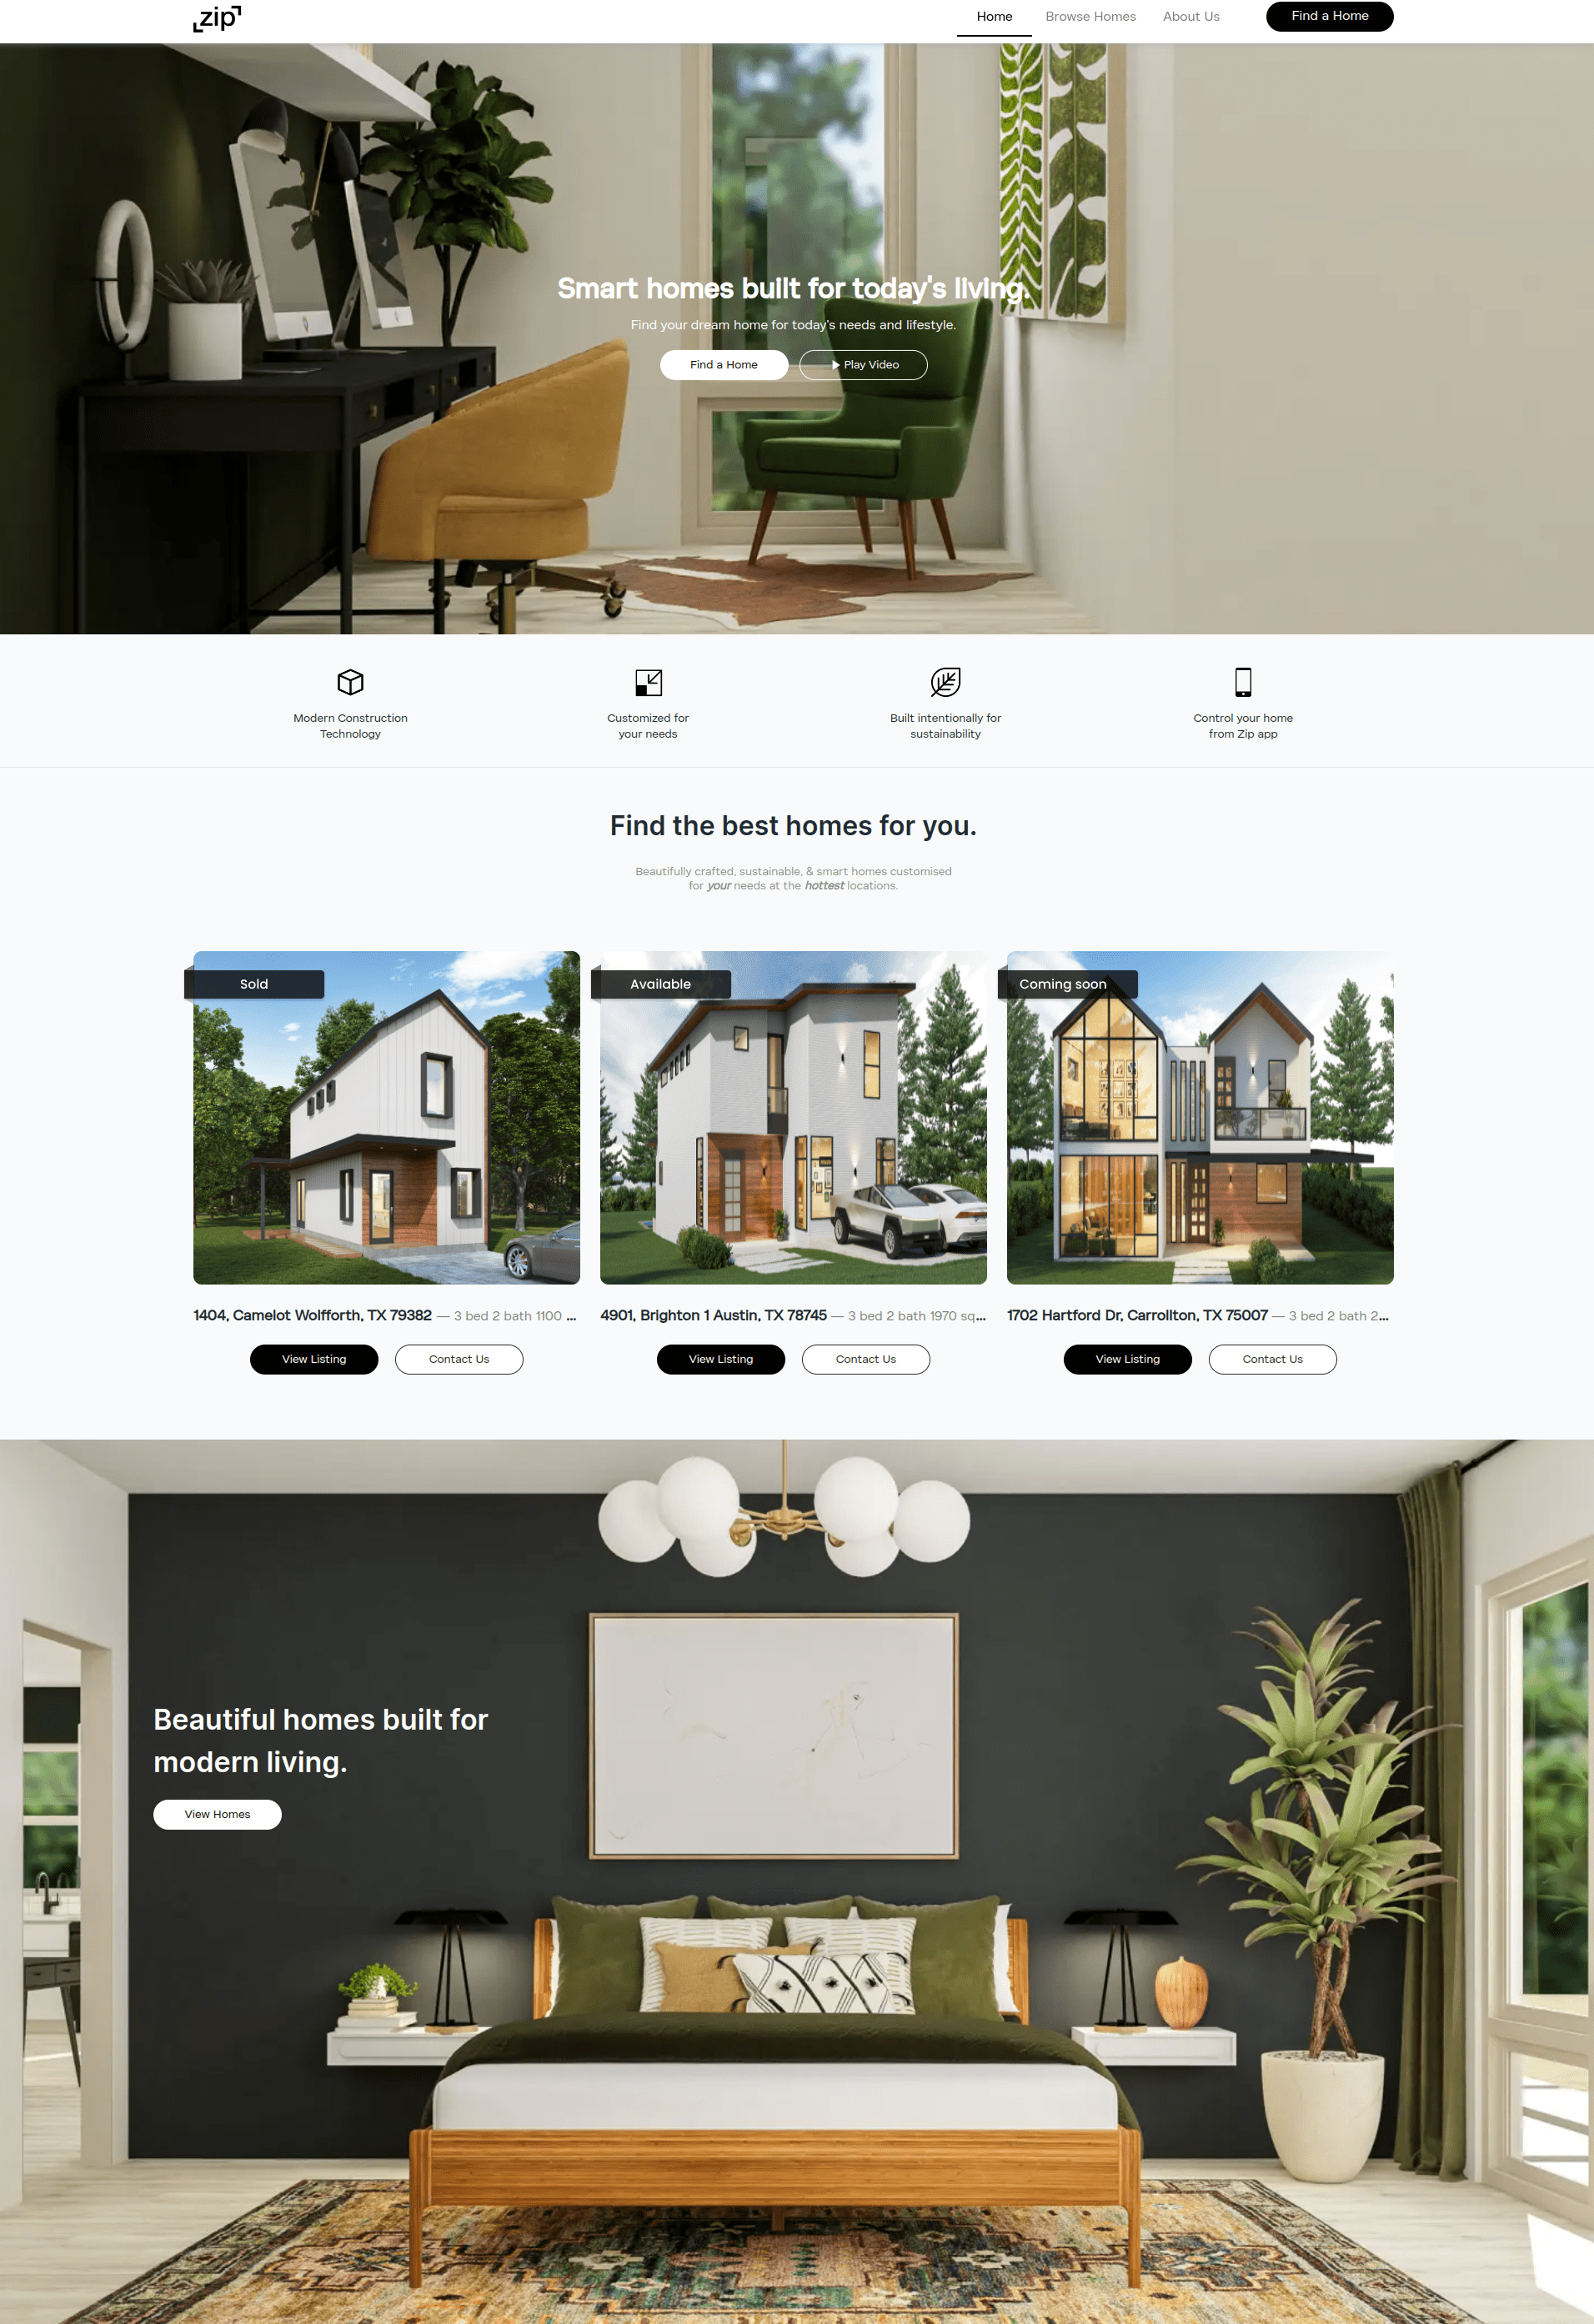 zip
Home
Browse Homes
About Us
Find a Home
Smart homes built for today's living.
Find your dream home for today's needs and lifestyle.
Find a Home
Play Video
Modern Construction
Technology
Customized for
your needs
Built intentionally for
sustainability
Control your home
from Zip app
Find the best homes for you.
Beautifully crafted, sustainable, & smart homes customised
for your needs at the hottest locations.
Sold
Available
Coming soon
1404, Camelot Wolfforth, TX 79382 — 3 bed 2 bath 1100 ...
4901, Brighton 1 Austin, TX 78745 — 3 bed 2 bath 1970 sq...
1702 Hartford Dr, Carrollton, TX 75007 — 3 bed 2 bath 2...
View Listing
Contact Us
View Listing
Contact Us
View Listing
Contact Us
Beautiful homes built for
modern living.
View Homes